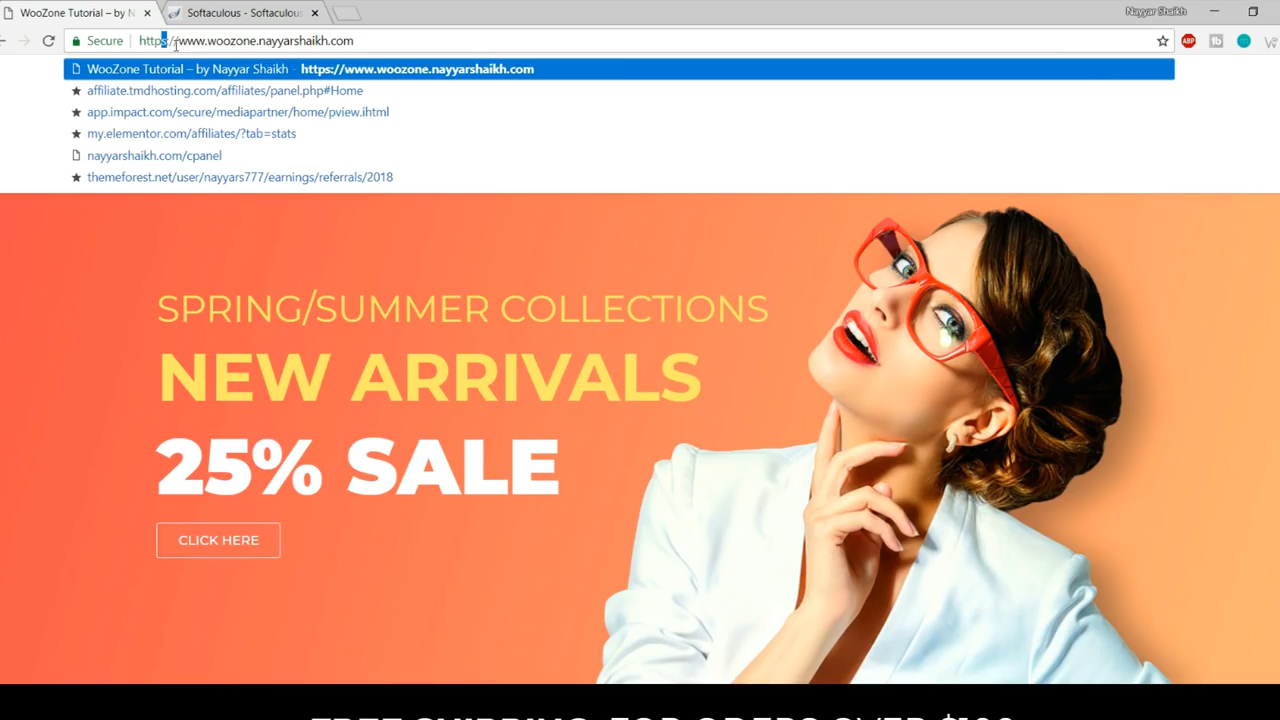 WooZone Tutorial – by N
Softaculous - Softaculous
Nayyar Shaikh
Secure
https://www.woozone.nayyarshaikh.com
ABP
WooZone Tutorial – by Nayyar Shaikh - https://www.woozone.nayyarshaikh.com
affiliate.tmdhosting.com/affiliates/panel.php#Home
app.impact.com/secure/mediapartner/home/pview.ihtml
my.elementor.com/affiliates/?tab=stats
nayyarshaikh.com/cpanel
themeforest.net/user/nayyars777/earnings/referrals/2018
SPRING/SUMMER COLLECTIONS
NEW ARRIVALS
25% SALE
CLICK HERE